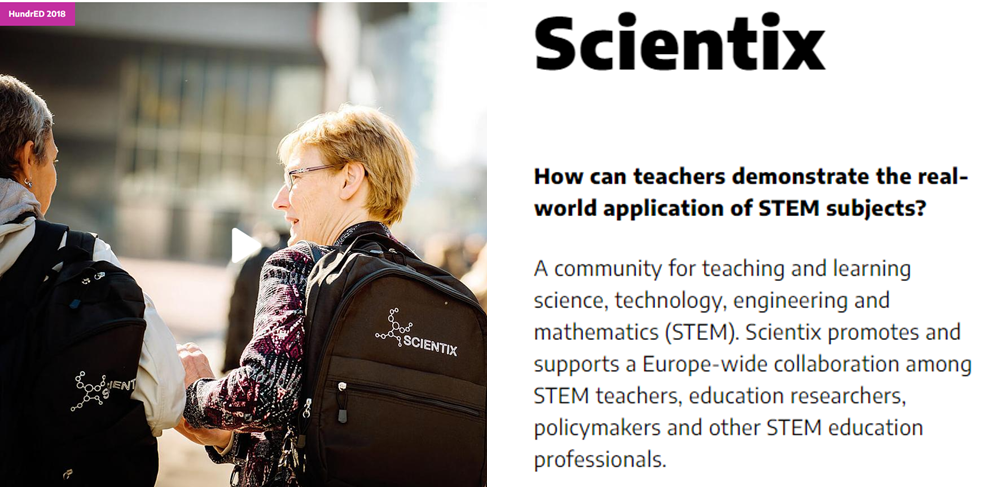 HundrED 2018
SCIENTIX
Scientix
How can teachers demonstrate the real-
world application of STEM subjects?
A community for teaching and learning
science, technology, engineering and
mathematics (STEM). Scientix promotes and
supports a Europe-wide collaboration among
STEM teachers, education researchers,
policymakers and other STEM education
professionals.